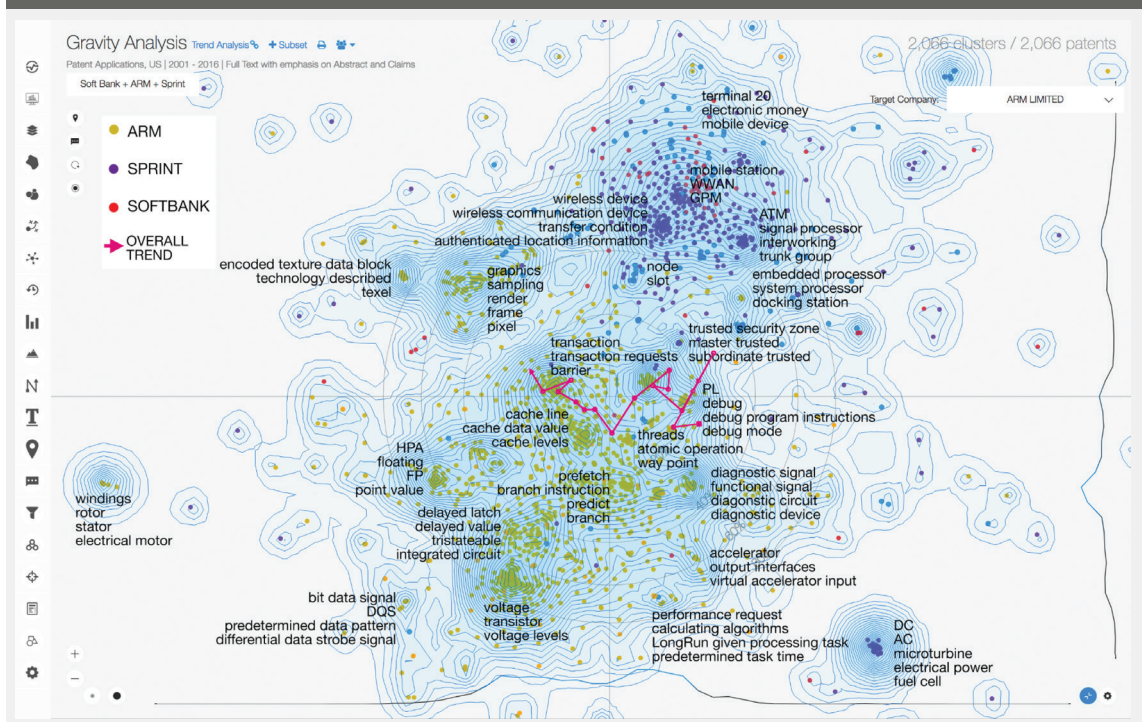 Gravity Analysis Trend Analysis + Subset
2,066 clusters / 2,066 patents
Patent Applications, US | 2001 - 2016 | Full Text with emphasis on Abstract and Claims
Soft Bank + ARM + Sprint
Target Company: ARM LIMITED
ARM
SPRINT
SOFTBANK
OVERALL
TREND
terminal 20
electronic money
mobile device
mobile station
WWAN
GPM
wireless device
wireless communication device
transfer condition
authenticated location information
ATM
signal processor
interworking
trunk group
encoded texture data block
technology described
texel
graphics
sampling
render
frame
pixel
node
slot
embedded processor
system processor
docking station
transaction
transaction requests
barrier
trusted security zone
master trusted
subordinate trusted
PL
debug
debug program instructions
debug mode
cache line
cache data value
cache levels
threads
atomic operation
way point
HPA
floating
FP
point value
prefetch
branch instruction
predict
branch
diagnostic signal
functional signal
diagonstic circuit
diagnostic device
windings
rotor
stator
electrical motor
delayed latch
delayed value
tristateable
integrated circuit
accelerator
output interfaces
virtual accelerator input
bit data signal
DQS
predetermined data pattern
differential data strobe signal
voltage
transistor
voltage levels
performance request
calculating algorithms
LongRun given processing task
predetermined task time
DC
AC
microturbine
electrical power
fuel cell